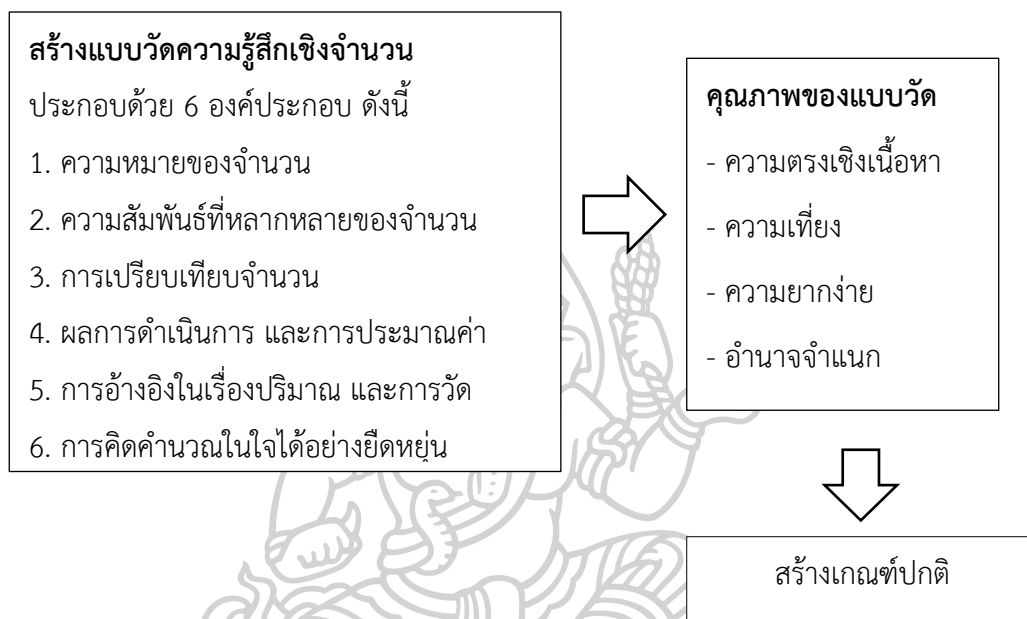 สร้างแบบวัดความรู้สึกเชิงจำนวน
ประกอบด้วย 6 องค์ประกอบ ดังนี้
1. ความหมายของจำนวน
2. ความสัมพันธ์ที่หลากหลายของจำนวน
3. การเปรียบเทียบจำนวน
4. ผลการดำเนินการ และการประมาณค่า
5. การอ้างอิงในเรื่องปริมาณ และการวัด
6. การคิดคำนวณในใจได้อย่างยืดหยุ่น
คุณภาพของแบบวัด
- ความตรงเชิงเนื้อหา
- ความเที่ยง
- ความยากง่าย
- อำนาจจำแนก
สร้างเกณฑ์ปกติ